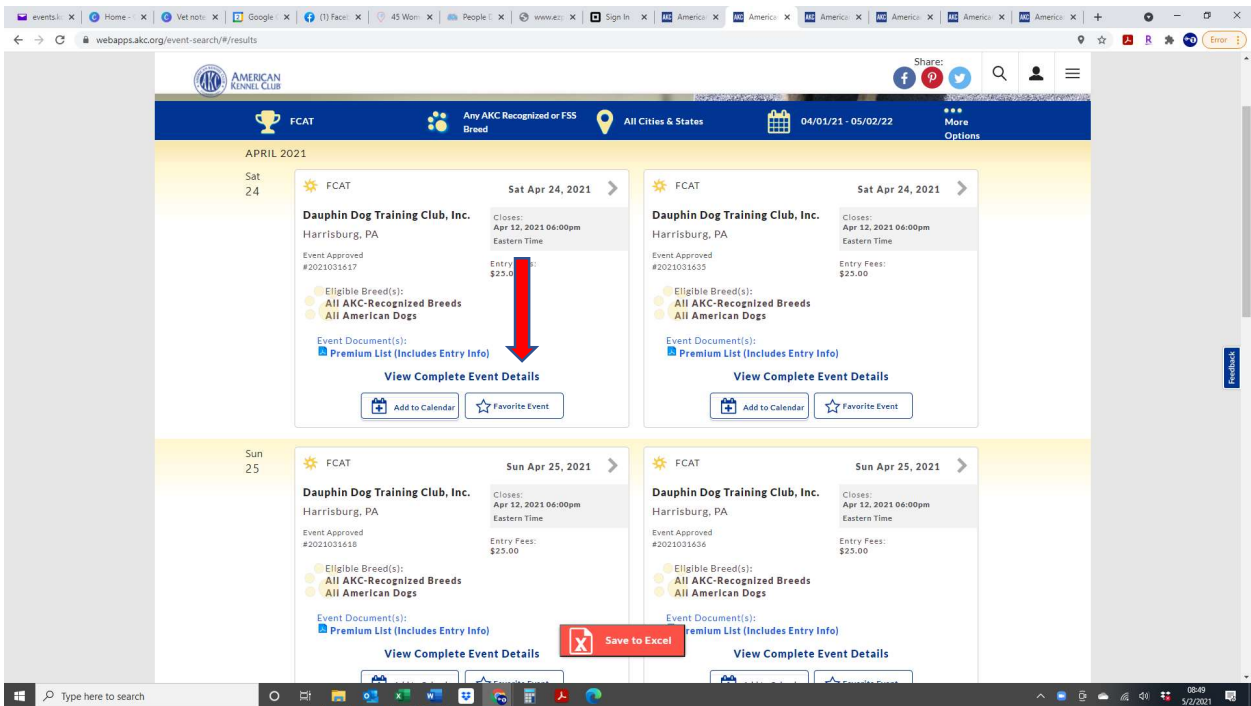 events.k
Home -
Vet note
Google
(1) Face
45 Wom
People
www.ez
Sign In
America
America
America
America
America
America
webapps.akc.org/event-search/#/results
Error
AMERICAN
KENNEL CLUB
Share:
FCAT
Any AKC Recognized or FSS
Breed
All Cities & States
04/01/21 - 05/02/22
More
Options
APRIL 2021
Sat
24
FCAT
Sat Apr 24, 2021
Dauphin Dog Training Club, Inc.
Harrisburg, PA
Closes:
Apr 12, 2021 06:00pm
Eastern Time
Event Approved
#2021031617
Entry
$25.0
Eligible Breed(s):
All AKC-Recognized Breeds
All American Dogs
Event Document(s):
Premium List (Includes Entry Info)
View Complete Event Details
Add to Calendar
Favorite Event
FCAT
Sat Apr 24, 2021
Dauphin Dog Training Club, Inc.
Harrisburg, PA
Closes:
Apr 12, 2021 06:00pm
Eastern Time
Event Approved
#2021031635
Entry Fees:
$25.00
Eligible Breed(s):
All AKC-Recognized Breeds
All American Dogs
Event Document(s):
Premium List (Includes Entry Info)
View Complete Event Details
Add to Calendar
Favorite Event
Sun
25
FCAT
Sun Apr 25, 2021
Dauphin Dog Training Club, Inc.
Harrisburg, PA
Closes:
Apr 12, 2021 06:00pm
Eastern Time
Event Approved
#2021031618
Entry Fees:
$25.00
Eligible Breed(s):
All AKC-Recognized Breeds
All American Dogs
Event Document(s):
Premium List (Includes Entry Info)
View Complete Event Details
FCAT
Sun Apr 25, 2021
Dauphin Dog Training Club, Inc.
Harrisburg, PA
Closes:
Apr 12, 2021 06:00pm
Eastern Time
Event Approved
#2021031636
Entry Fees:
$25.00
Eligible Breed(s):
All AKC-Recognized Breeds
All American Dogs
Event Document(s):
remium List (Includes Entry Info)
View Complete Event Details
Save to Excel
Feedback
Type here to search
08:49
5/2/2021